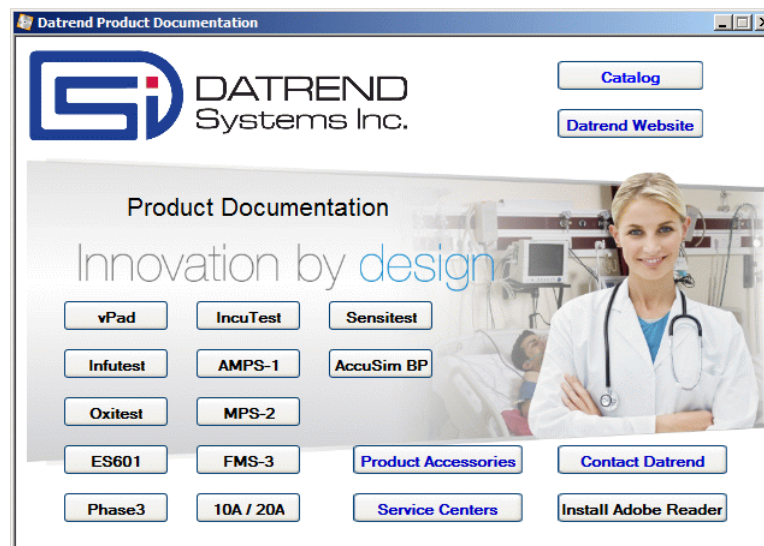 Datrend Product Documentation
DATREND
Systems Inc.
Catalog
Datrend Website
Product Documentation
Innovation by design
vPad
IncuTest
Sensitest
Infutest
AMPS-1
AccuSim BP
Oxitest
MPS-2
ES601
FMS-3
Product Accessories
Contact Datrend
Phase3
10A / 20A
Service Centers
Install Adobe Reader